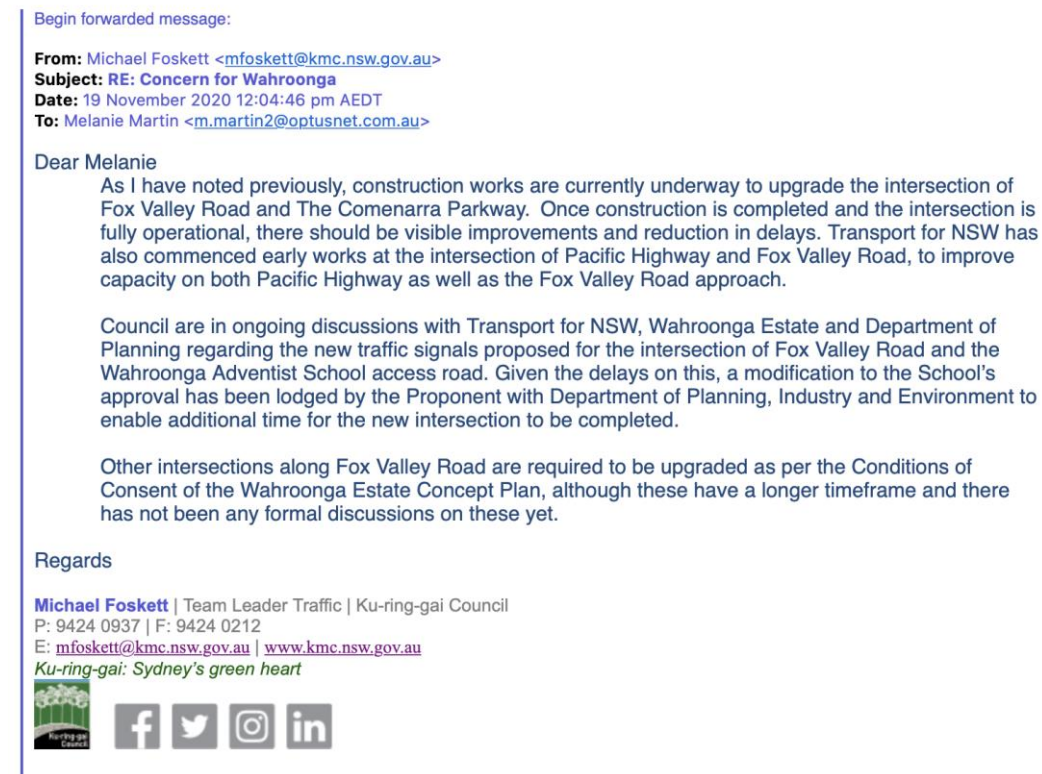 Begin forwarded message:
From: Michael Foskett <mfoskett@kmc.nsw.gov.au>
Subject: RE: Concern for Wahroonga
Date: 19 November 2020 12:04:46 pm AEDT
To: Melanie Martin <m.martin2@optusnet.com.au>
Dear Melanie
As I have noted previously, construction works are currently underway to upgrade the intersection of
Fox Valley Road and The Comenarra Parkway.  Once construction is completed and the intersection is
fully operational, there should be visible improvements and reduction in delays. Transport for NSW has
also commenced early works at the intersection of Pacific Highway and Fox Valley Road, to improve
capacity on both Pacific Highway as well as the Fox Valley Road approach.
Council are in ongoing discussions with Transport for NSW, Wahroonga Estate and Department of
Planning regarding the new traffic signals proposed for the intersection of Fox Valley Road and the
Wahroonga Adventist School access road. Given the delays on this, a modification to the School's
approval has been lodged by the Proponent with Department of Planning, Industry and Environment to
enable additional time for the new intersection to be completed.
Other intersections along Fox Valley Road are required to be upgraded as per the Conditions of
Consent of the Wahroonga Estate Concept Plan, although these have a longer timeframe and there
has not been any formal discussions on these yet.
Regards
Michael Foskett | Team Leader Traffic | Ku-ring-gai Council
P: 9424 0937 | F: 9424 0212
E: mfoskett@kmc.nsw.gov.au | www.kmc.nsw.gov.au
Ku-ring-gai: Sydney's green heart
Ku-ring-gai
Council